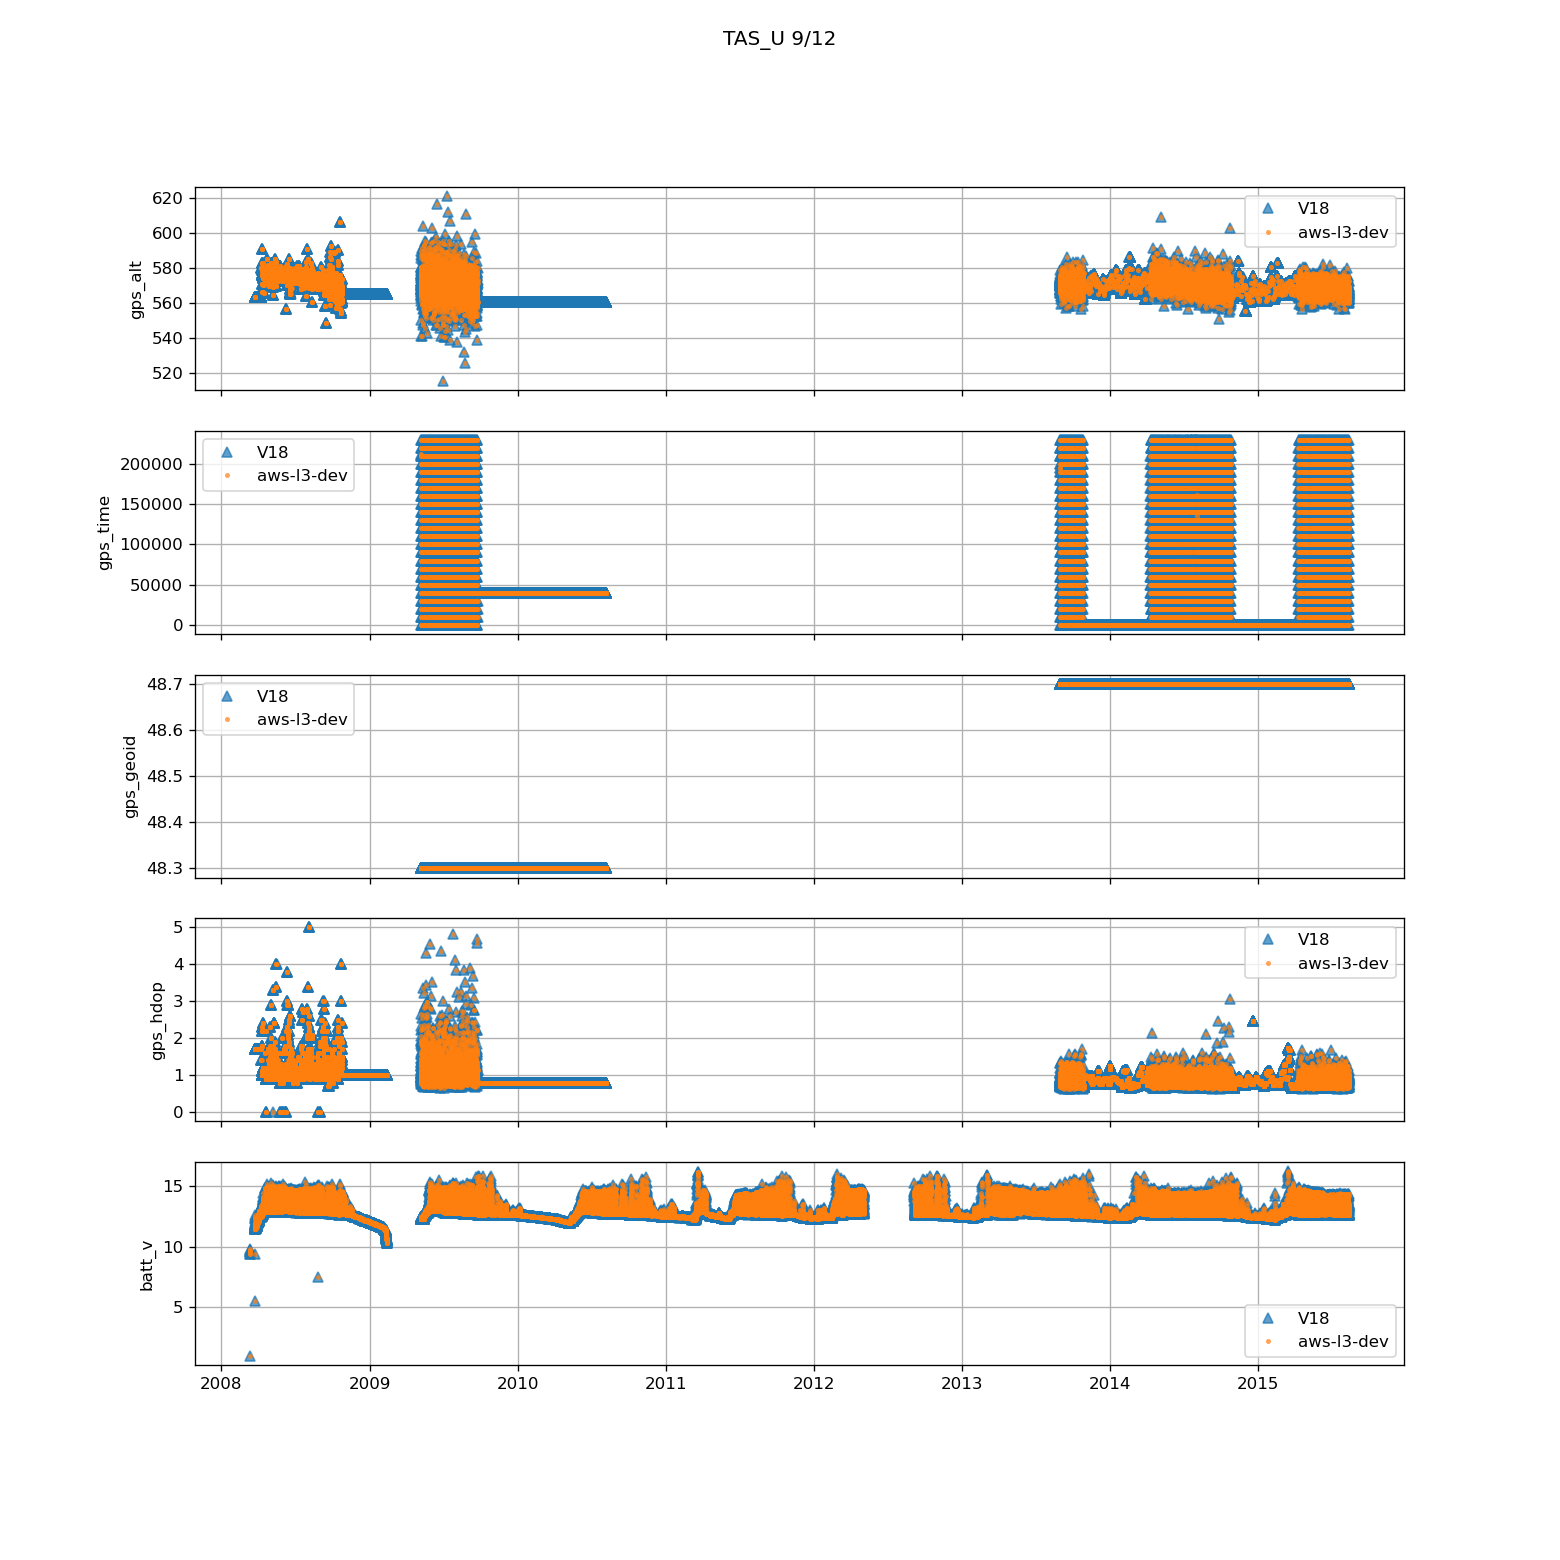 TAS_U 9/12
gps_alt
620
600
580
560
540
520
V18
aws-l3-dev
gps_time
200000
150000
100000
50000
0
V18
aws-l3-dev
gps_geoid
48.7
48.6
48.5
48.4
48.3
V18
aws-l3-dev
gps_hdop
5
4
3
2
1
0
V18
aws-l3-dev
batt_v
15
10
5
V18
aws-l3-dev
2008 2009 2010 2011 2012 2013 2014 2015